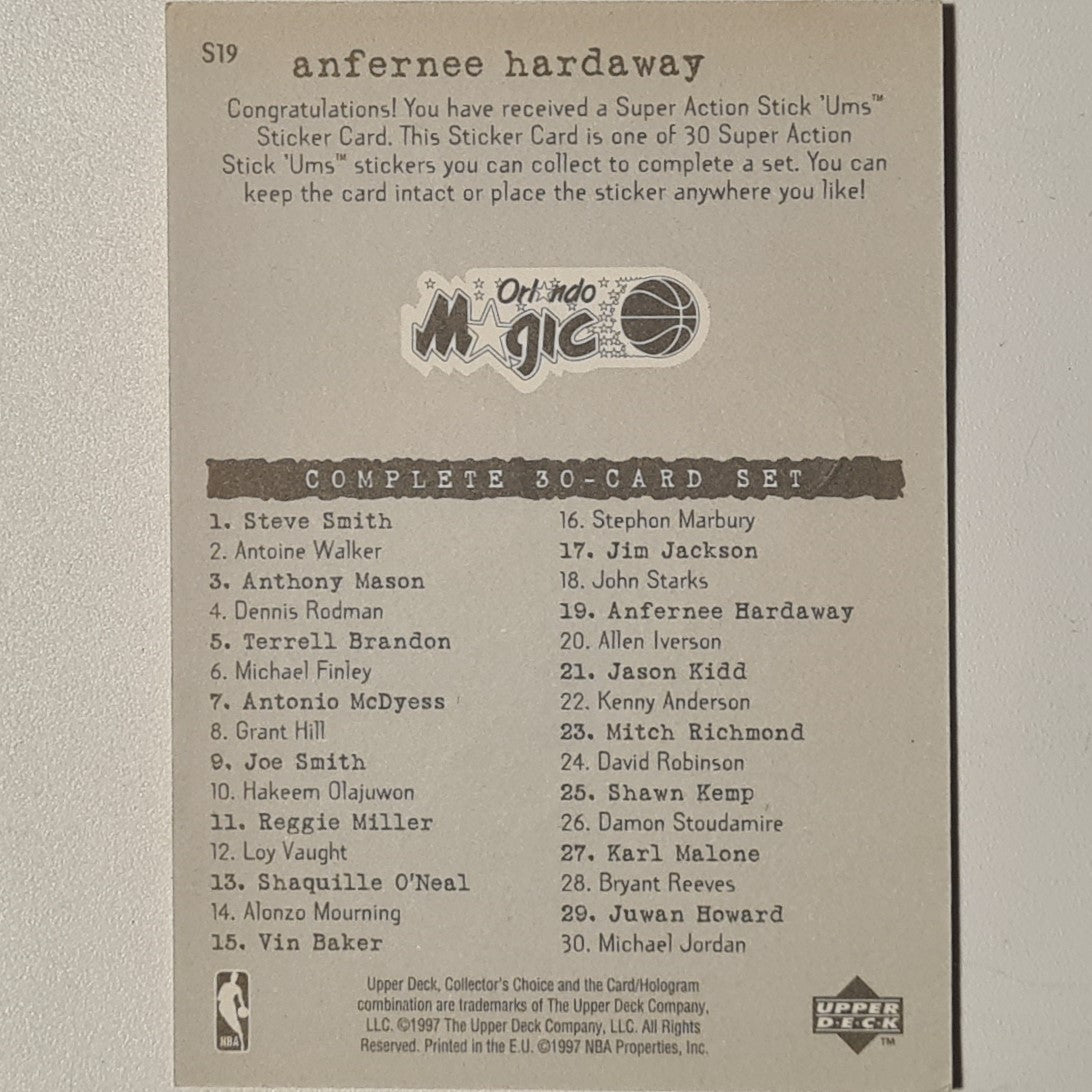 S19
anfernee hardaway
Congratulations! You have received a Super Action Stick 'Ums™
Sticker Card. This Sticker Card is one of 30 Super Action
Stick 'Ums™ stickers you can collect to complete a set. You can
keep the card intact or place the sticker anywhere you like!
Orlando
Magic
COMPLETE 30-CARD SET
1. Steve Smith
2. Antoine Walker
3. Anthony Mason
4. Dennis Rodman
5. Terrell Brandon
6. Michael Finley
7. Antonio McDyess
8. Grant Hill
9. Joe Smith
10. Hakeem Olajuwon
11. Reggie Miller
12. Loy Vaught
13. Shaquille O'Neal
14. Alonzo Mourning
15. Vin Baker
16. Stephon Marbury
17. Jim Jackson
18. John Starks
19. Anfernee Hardaway
20. Allen Iverson
21. Jason Kidd
22. Kenny Anderson
23. Mitch Richmond
24. David Robinson
25. Shawn Kemp
26. Damon Stoudamire
27. Karl Malone
28. Bryant Reeves
29. Juwan Howard
30. Michael Jordan
NBA
Upper Deck, Collector's Choice and the Card/Hologram
combination are trademarks of The Upper Deck Company,
LLC. ©1997 The Upper Deck Company, LLC. All Rights
Reserved. Printed in the E.U. ©1997 NBA Properties, Inc.
UPPER
D·E·C·K
™